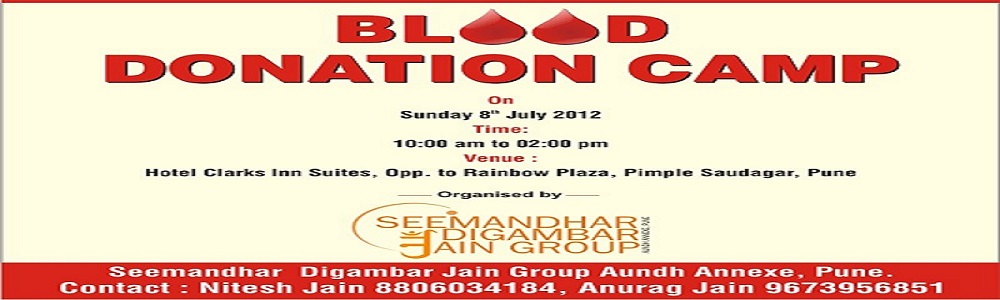 BLOOD
DONATION CAMP
On
Sunday 8th July 2012
Time:
10:00 am to 02:00 pm
Venue :
Hotel Clarks Inn Suites, Opp. to Rainbow Plaza, Pimple Saudagar, Pune
Organised by
SEEMANDHAR
DIGAMBAR
JAIN GROUP
Seemandhar Digambar Jain Group Aundh Annexe, Pune.
Contact : Nitesh Jain 8806034184, Anurag Jain 9673956851